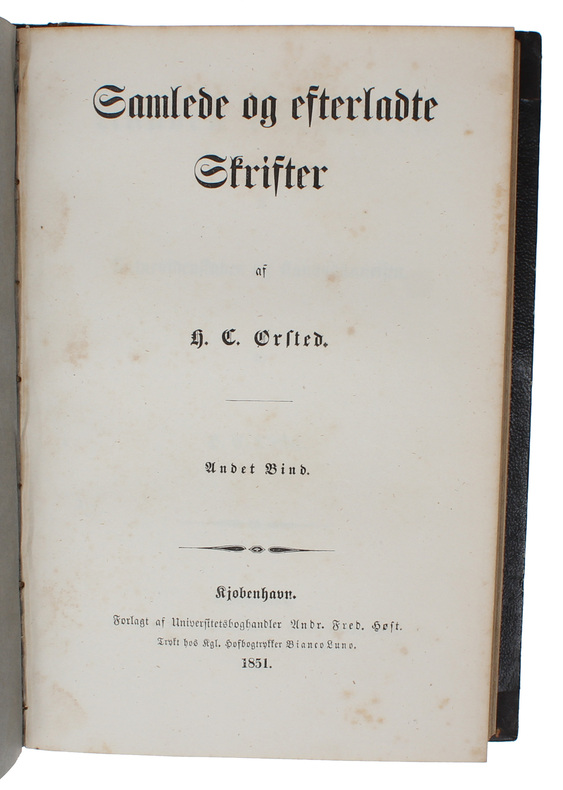 Samlede og efterladte
Skrifter
af
H. C. Ørsted.
Andet Bind.
Kjøbenhavn.
Forlagt af Universitetsboghandler Andr. Fred. Høst.
Trykt hos Kgl. Hofbogtrykker Bianco Luno.
1851.